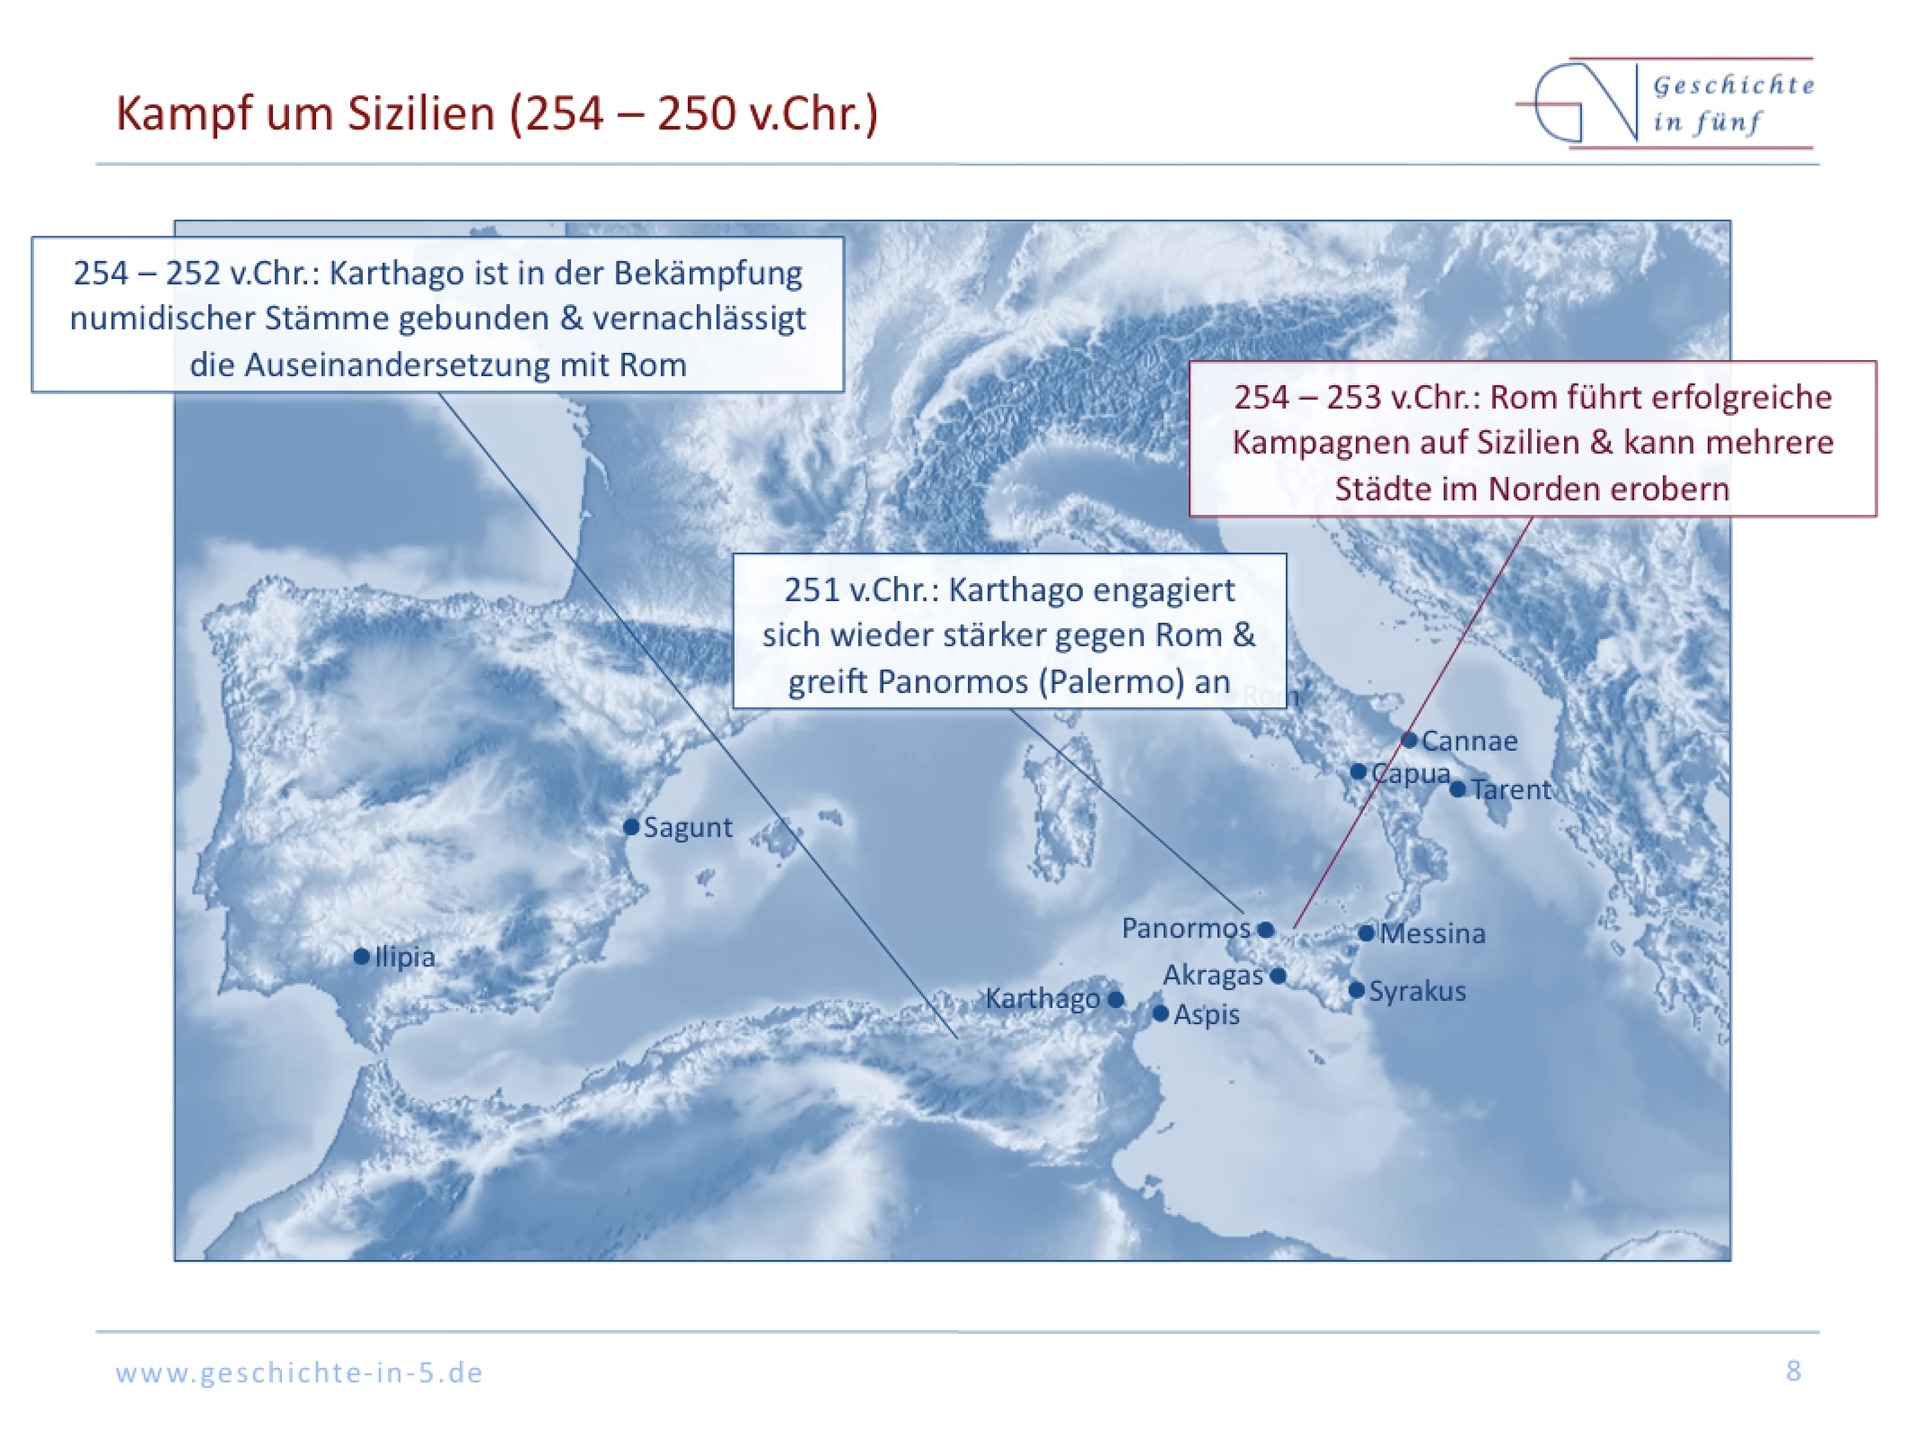 Kampf um Sizilien (254 – 250 v.Chr.)
Geschichte
in fünf
254 – 252 v.Chr.: Karthago ist in der Bekämpfung
numidischer Stämme gebunden & vernachlässigt
die Auseinandersetzung mit Rom
254 – 253 v.Chr.: Rom führt erfolgreiche
Kampagnen auf Sizilien & kann mehrere
Städte im Norden erobern
251 v.Chr.: Karthago engagiert
sich wieder stärker gegen Rom &
greift Panormos (Palermo) an
Rom
Cannae
Capua
Tarent
Sagunt
Panormos
Messina
Ilipia
Akragas
Karthago
Syrakus
Aspis
www.geschichte-in-5.de
8